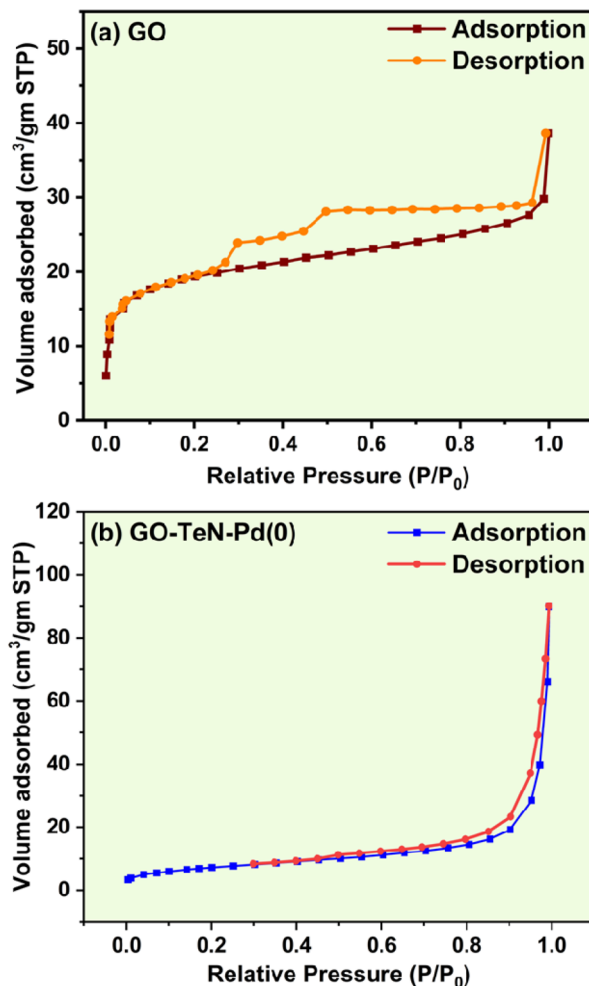 (a) GO
Adsorption
Desorption
Volume adsorbed (cm³/gm STP)
50
40
30
20
10
0
0.0 0.2 0.4 0.6 0.8 1.0
Relative Pressure (P/P₀)
(b) GO-TeN-Pd(0)
Adsorption
Desorption
Volume adsorbed (cm³/gm STP)
120
100
80
60
40
20
0
0.0 0.2 0.4 0.6 0.8 1.0
Relative Pressure (P/P₀)